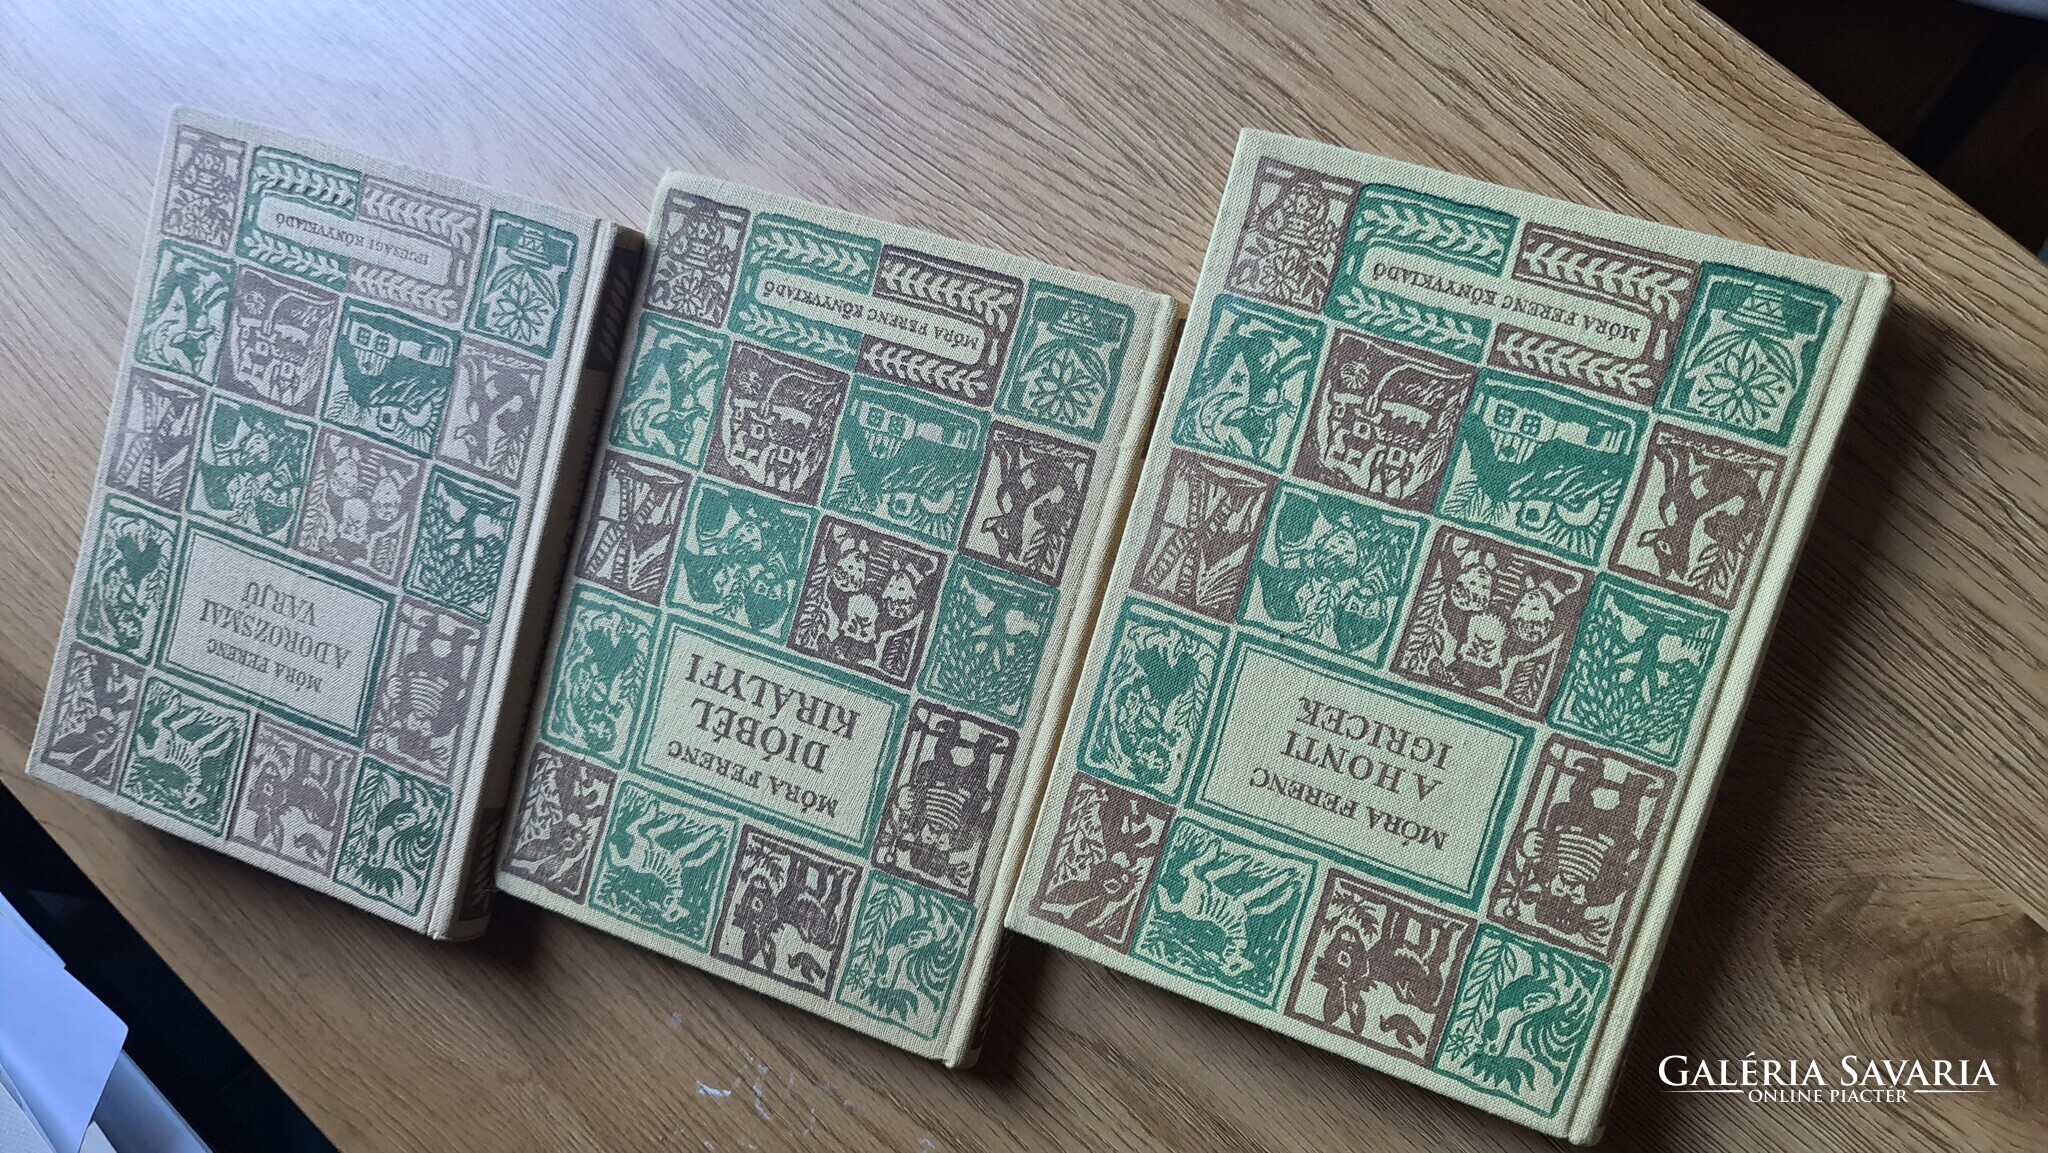 MÓRA FERENC
A DOROZSMAI
VARJÚ
IFJÚSÁGI KÖNYVKIADÓ
MÓRA FERENC
DIÓBÉL
KIRÁLYFI
MÓRA FERENC KÖNYVKIADÓ
MÓRA FERENC
A HONTI
IGRICEK
MÓRA FERENC KÖNYVKIADÓ
GALÉRIA SAVARIA
ONLINE PIACTÉR